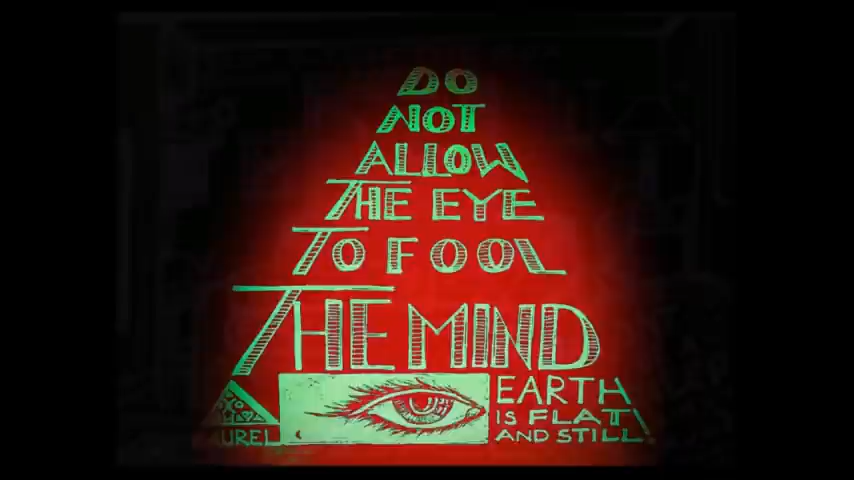 DO
NOT
ALLOW
THE EYE
TO FOOL
THE MIND
EARTH
IS FLAT!
AND STILL!